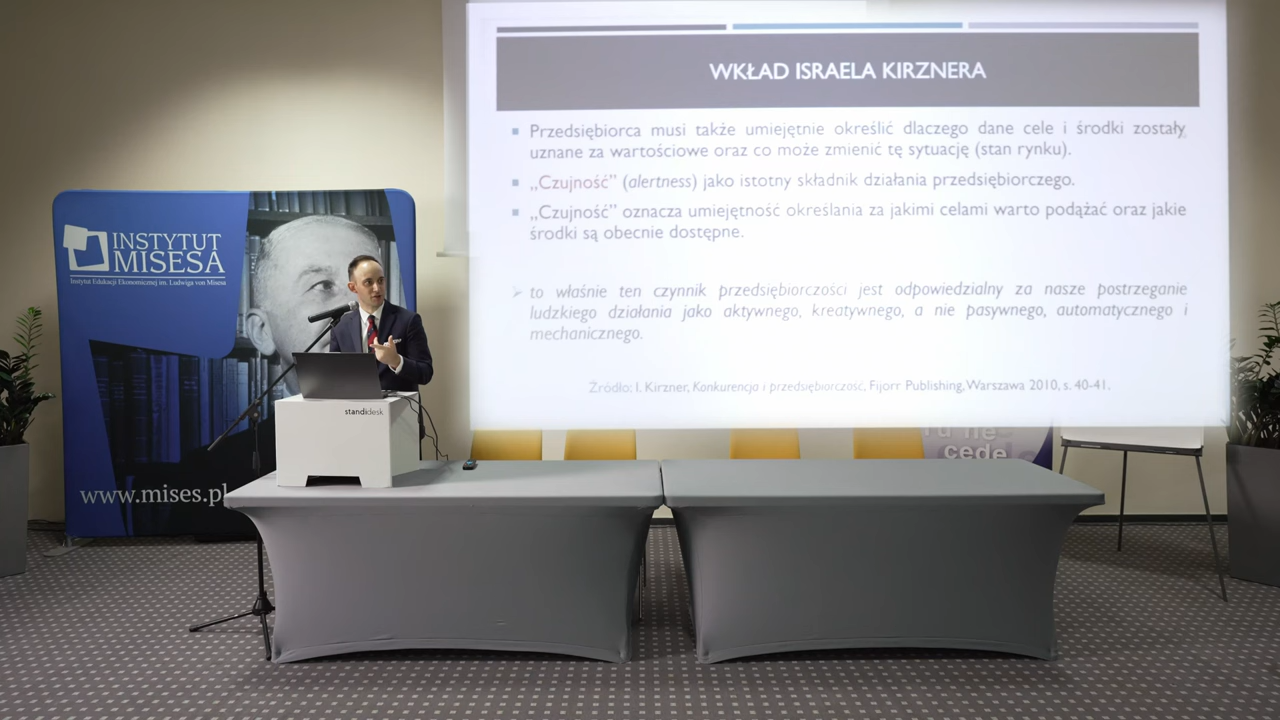 WKŁAD ISRAELA KIRZNERA
Przedsiębiorca musi także umiejętnie określić dlaczego dane cele i środki zostały
uznane za wartościowe oraz co może zmienić tę sytuację (stan rynku).
„Czujność” (alertness) jako istotny składnik działania przedsiębiorczego.
„Czujność” oznacza umiejętność określania za jakimi celami warto podążać oraz jakie
środki są obecnie dostępne.
to właśnie ten czynnik przedsiębiorczości jest odpowiedzialny za nasze postrzeganie
ludzkiego działania jako aktywnego, kreatywnego, a nie pasywnego, automatycznego i
mechanicznego.
Źródło: I. Kirzner, Konkurencja i przedsiębiorczość, Fijorr Publishing, Warszawa 2010, s. 40-41.
INSTYTUT
MISESA
Instytut Edukacji Ekonomicznej im. Ludwiga von Misesa
www.mises.pl
standidesk
Tu ne
cede